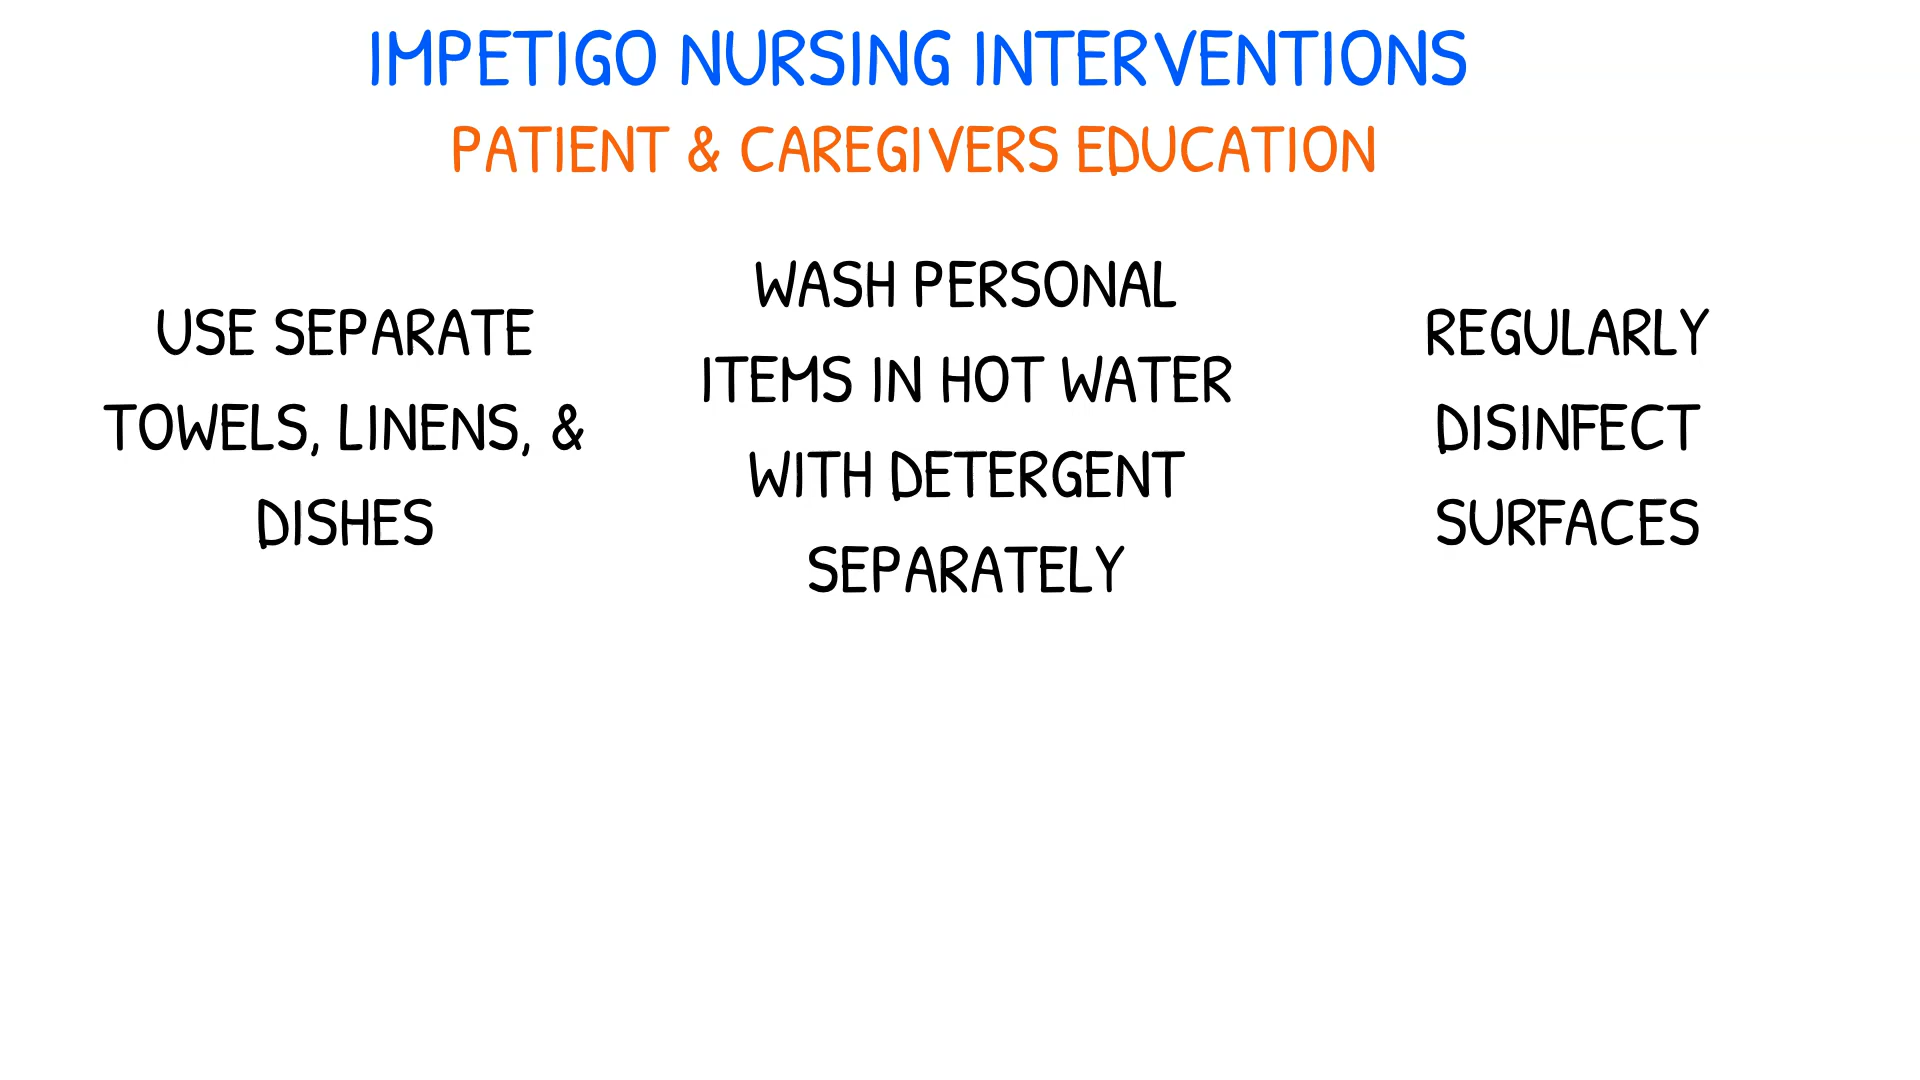 IMPETIGO NURSING INTERVENTIONS
PATIENT & CAREGIVERS EDUCATION
USE SEPARATE
TOWELS, LINENS, &
DISHES
WASH PERSONAL
ITEMS IN HOT WATER
WITH DETERGENT
SEPARATELY
REGULARLY
DISINFECT
SURFACES